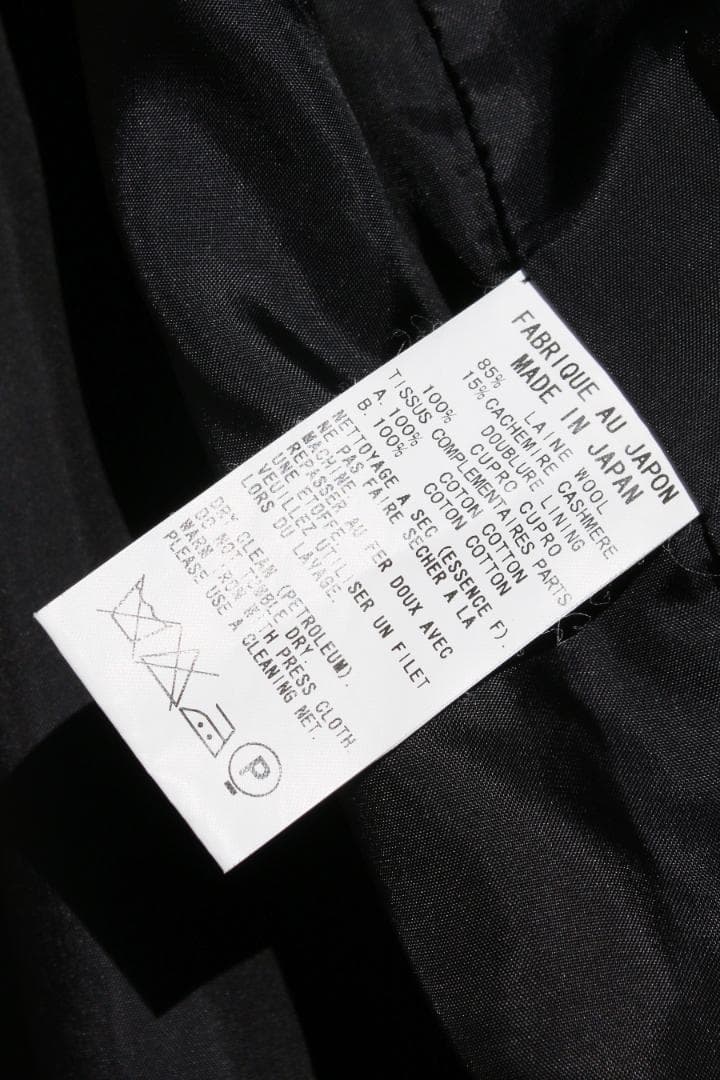 FABRIQUE AU JAPON
MADE IN JAPAN
85% LAINE WOOL
15% CACHEMIRE CASHMERE
DOUBLURE LINING
100% CUPRO CUPRO
TISSUS COMPLEMENTAIRES PARTS
A. 100% COTON COTTON
B. 100% COTON COTTON
NETTOYAGE A SEC (ESSENCE F).
NE PAS FAIRE SECHER A LA
MACHINE
REPASSER AU FER DOUX AVEC
UNE ETOFFE.
VEUILLEZ UTILISER UN FILET
LORS DU LAVAGE.
DRY CLEAN (PETROLEUM).
DO NOT TUMBLE DRY.
WARM IRON WITH PRESS CLOTH
PLEASE USE A CLEANING NET.
P